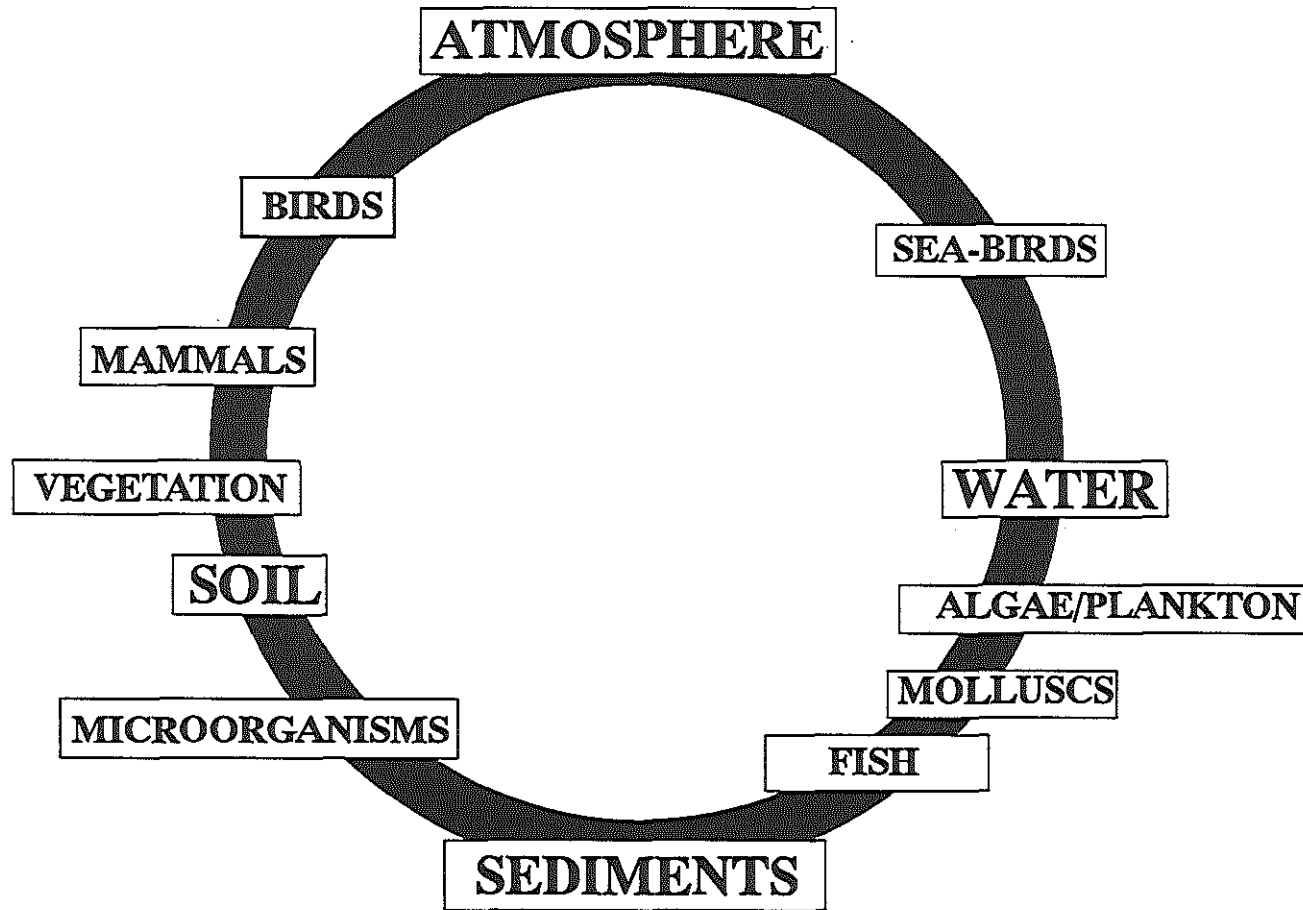 ATMOSPHERE
BIRDS
SEA-BIRDS
MAMMALS
VEGETATION
WATER
SOIL
ALGAE/PLANKTON
MOLLUSCS
MICROORGANISMS
FISH
SEDIMENTS